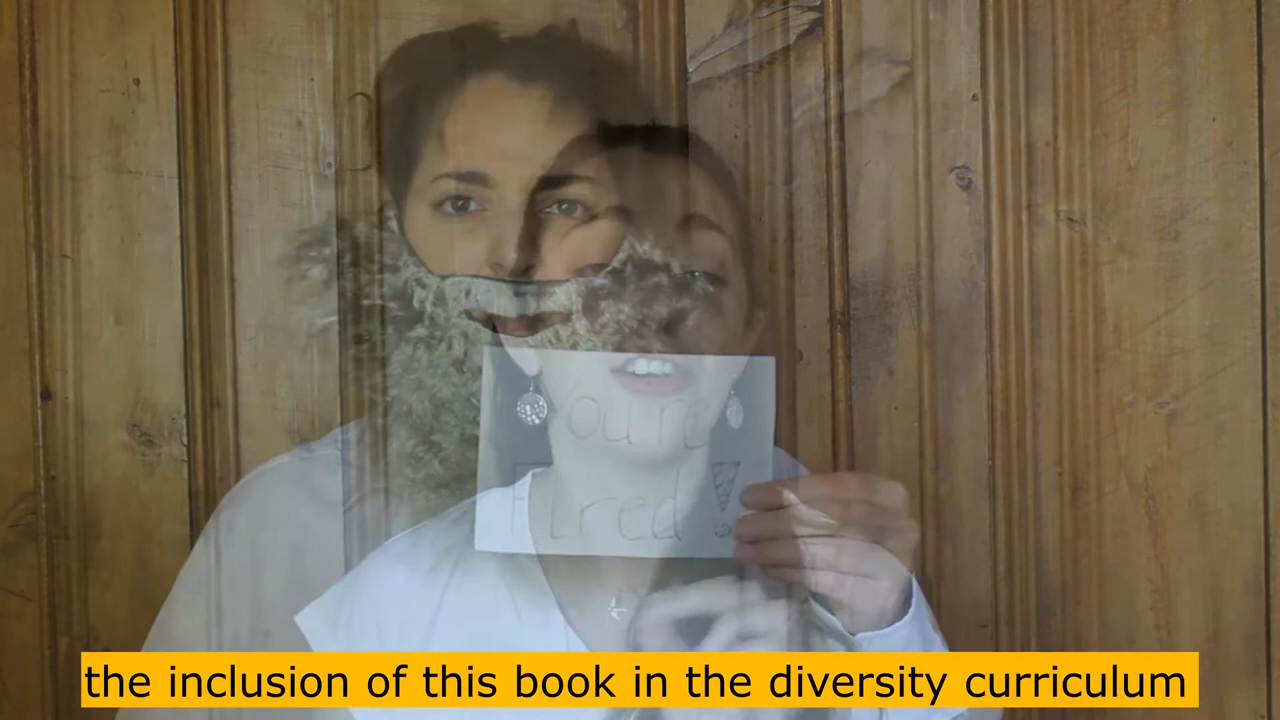 You're
Fired!
the inclusion of this book in the diversity curriculum